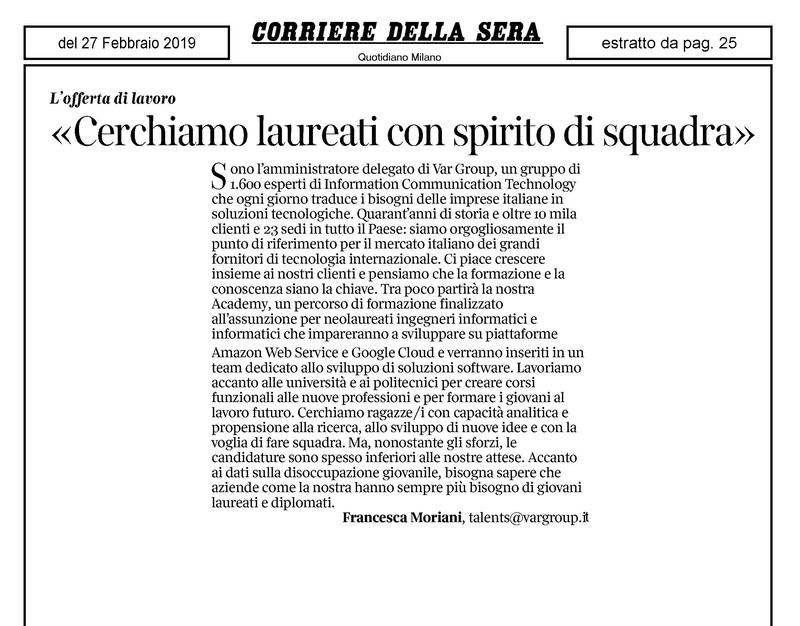 del 27 Febbraio 2019
CORRIERE DELLA SERA
Quotidiano Milano
estratto da pag. 25
L'offerta di lavoro
«Cerchiamo laureati con spirito di squadra»
Sono l'amministratore delegato di Var Group, un gruppo di
1.600 esperti di Information Communication Technology
che ogni giorno traduce i bisogni delle imprese italiane in
soluzioni tecnologiche. Quarant'anni di storia e oltre 10 mila
clienti e 23 sedi in tutto il Paese: siamo orgogliosamente il
punto di riferimento per il mercato italiano dei grandi
fornitori di tecnologia internazionale. Ci piace crescere
insieme ai nostri clienti e pensiamo che la formazione e la
conoscenza siano la chiave. Tra poco partirà la nostra
Academy, un percorso di formazione finalizzato
all'assunzione per neolaureati ingegneri informatici e
informatici che impareranno a sviluppare su piattaforme
Amazon Web Service e Google Cloud e verranno inseriti in un
team dedicato allo sviluppo di soluzioni software. Lavoriamo
accanto alle università e ai politecnici per creare corsi
funzionali alle nuove professioni e per formare i giovani al
lavoro futuro. Cerchiamo ragazze/i con capacità analitica e
propensione alla ricerca, allo sviluppo di nuove idee e con la
voglia di fare squadra. Ma, nonostante gli sforzi, le
candidature sono spesso inferiori alle nostre attese. Accanto
ai dati sulla disoccupazione giovanile, bisogna sapere che
aziende come la nostra hanno sempre più bisogno di giovani
laureati e diplomati.
Francesca Moriani, talents@vargroup.it